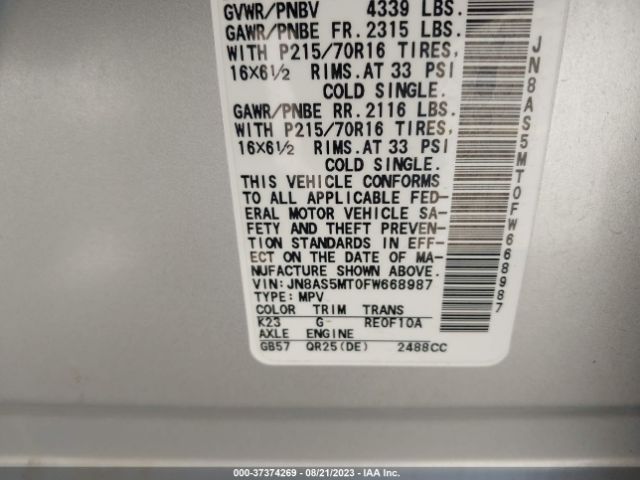 GVWR/PNBV 4339 LBS.
GAWR/PNBE FR. 2315 LBS.
WITH P215/70R16 TIRES,
16X6½ RIMS. AT 33 PSI
COLD SINGLE.
GAWR/PNBE RR. 2116 LBS.
WITH P215/70R16 TIRES,
16X6½ RIMS. AT 33 PSI
COLD SINGLE.
THIS VEHICLE CONFORMS
TO ALL APPLICABLE FED-
ERAL MOTOR VEHICLE SA-
FETY AND THEFT PREVEN-
TION STANDARDS IN EFF-
ECT ON THE DATE OF MA-
NUFACTURE SHOWN ABOVE.
VIN: JN8AS5MT0FW668987
TYPE: MPV
COLOR TRIM TRANS
K23 G- RE0F10A
AXLE ENGINE
GB57 QR25(DE) 2488CC
JN8AS5MT0FW668987
000-37374269 - 08/21/2023 - IAA Inc.